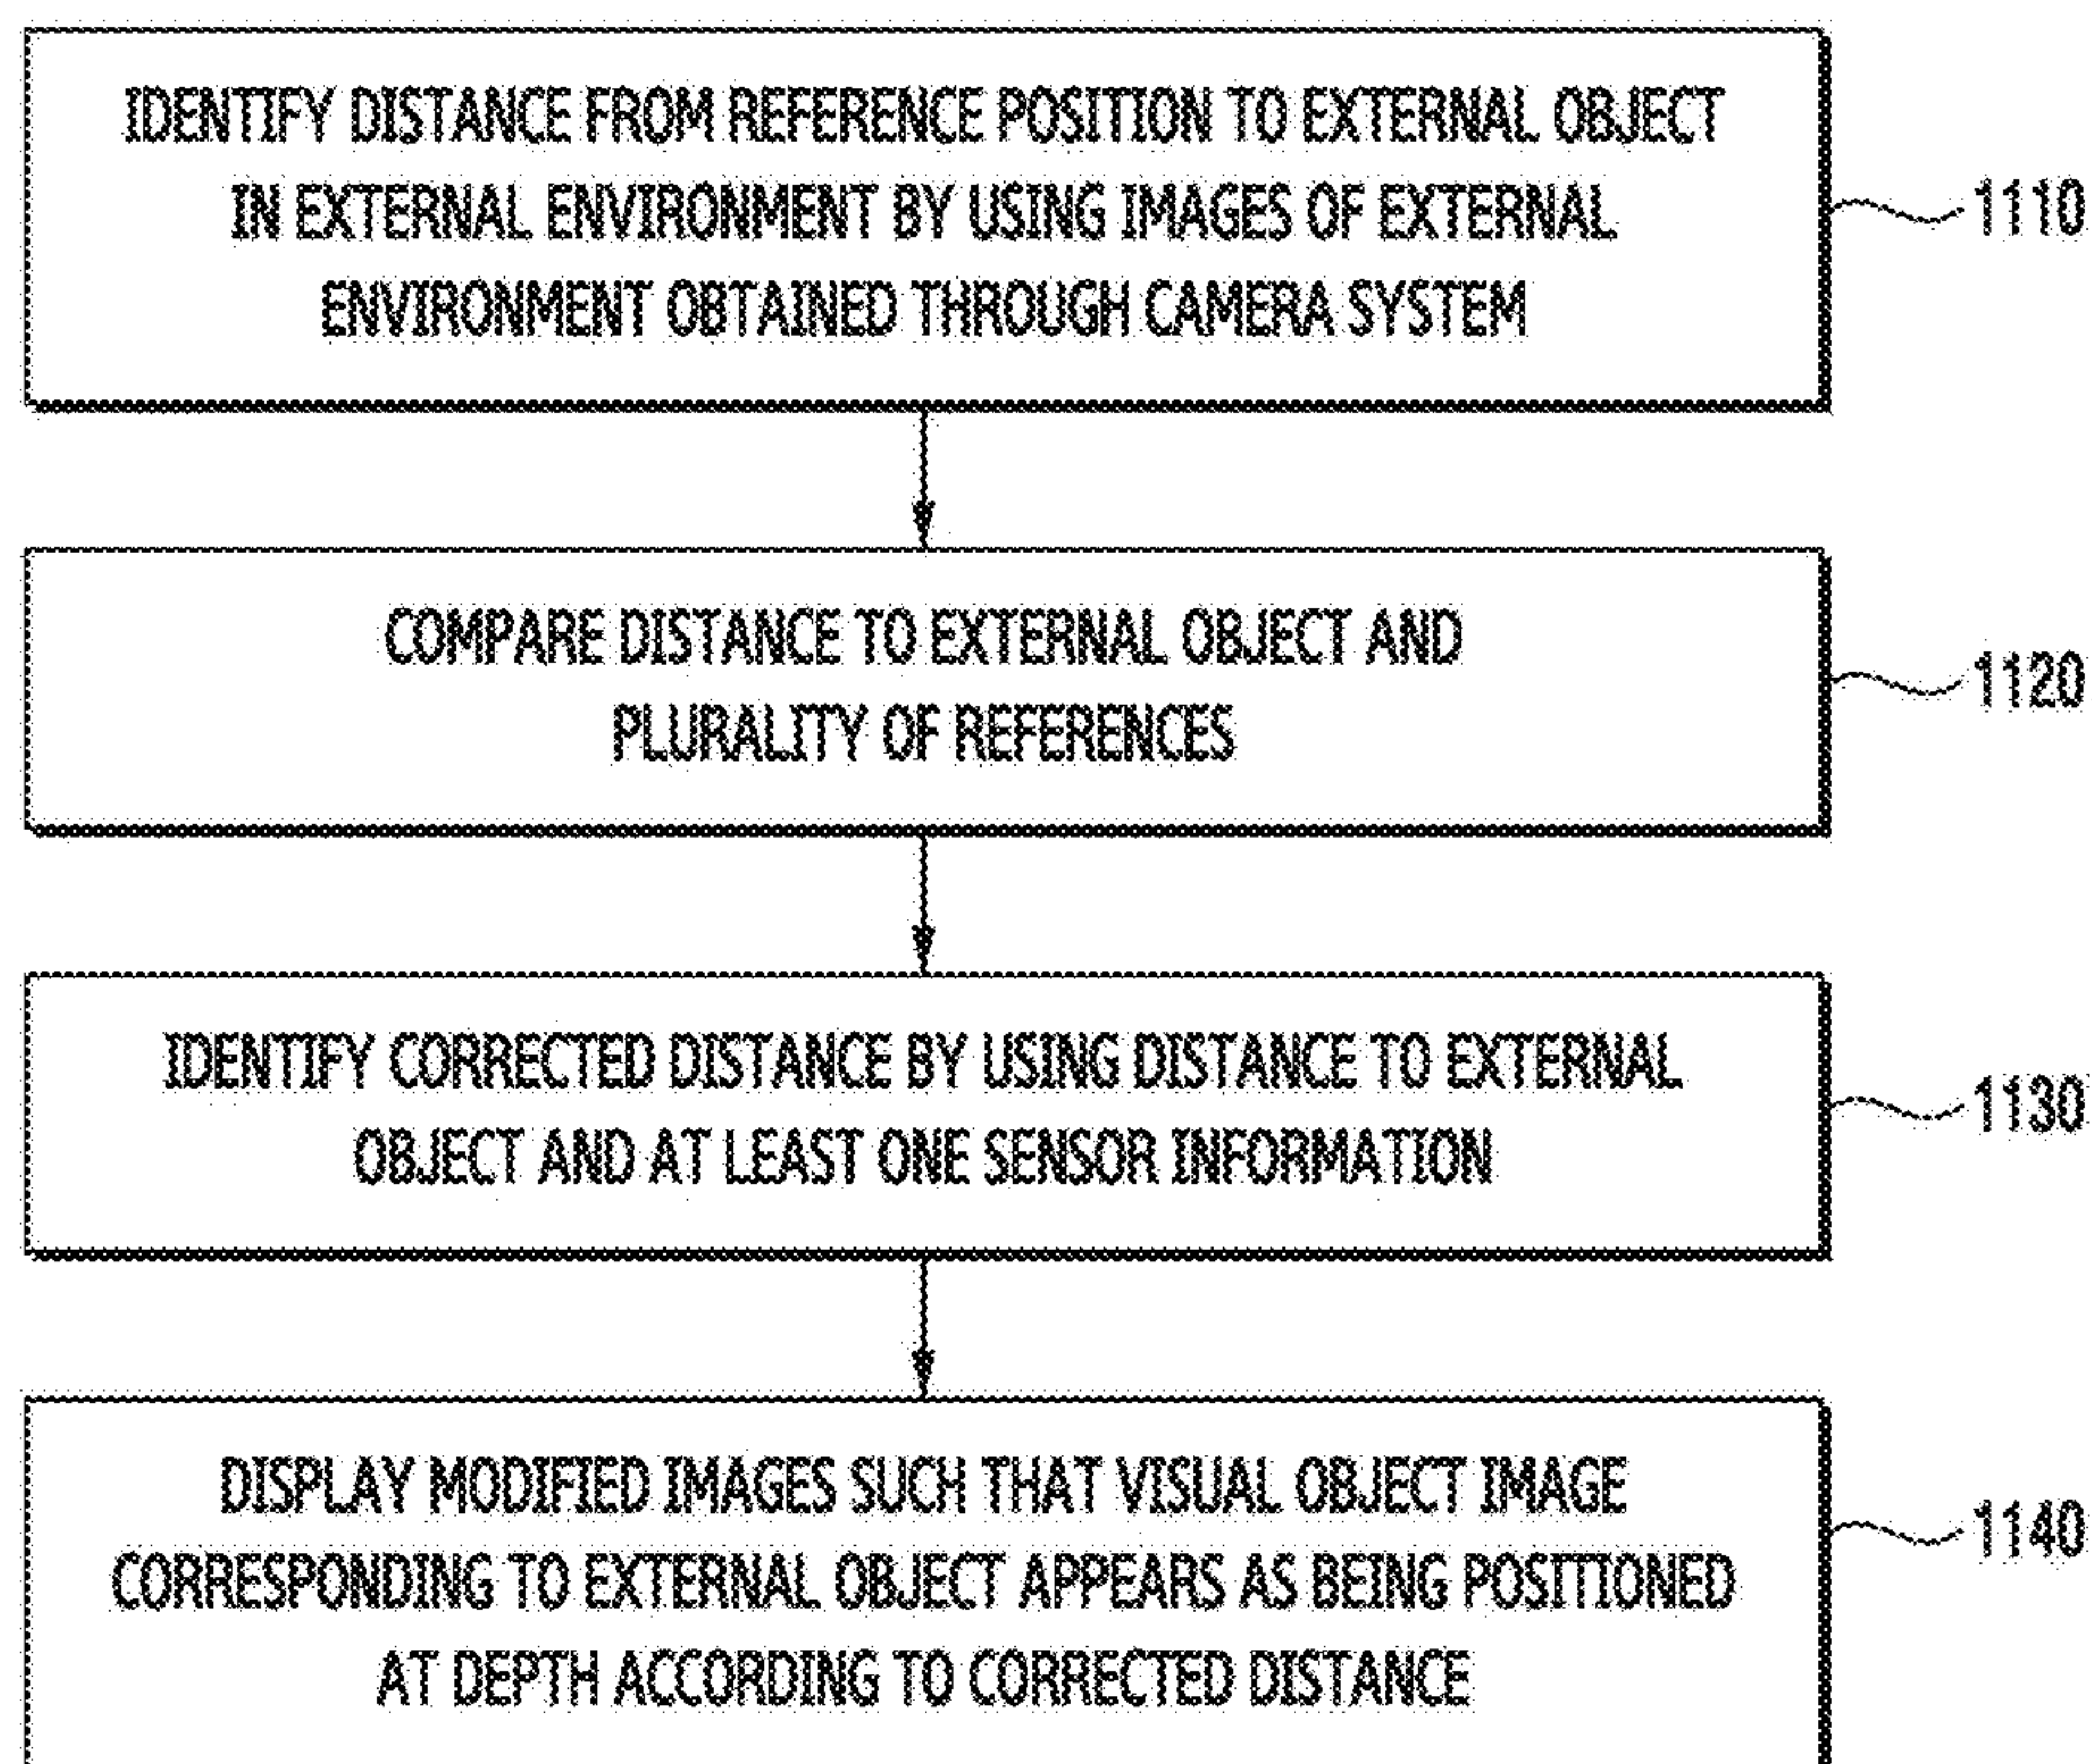 IDENTIFY DISTANCE FROM REFERENCE POSITION TO EXTERNAL OBJECT
IN EXTERNAL ENVIRONMENT BY USING IMAGES OF EXTERNAL
ENVIRONMENT OBTAINED THROUGH CAMERA SYSTEM
1110
COMPARE DISTANCE TO EXTERNAL OBJECT AND
PLURALITY OF REFERENCES
1120
IDENTIFY CORRECTED DISTANCE BY USING DISTANCE TO EXTERNAL
OBJECT AND AT LEAST ONE SENSOR INFORMATION
1130
DISPLAY MODIFIED IMAGES SUCH THAT VISUAL OBJECT IMAGE
CORRESPONDING TO EXTERNAL OBJECT APPEARS AS BEING POSITIONED
AT DEPTH ACCORDING TO CORRECTED DISTANCE
1140